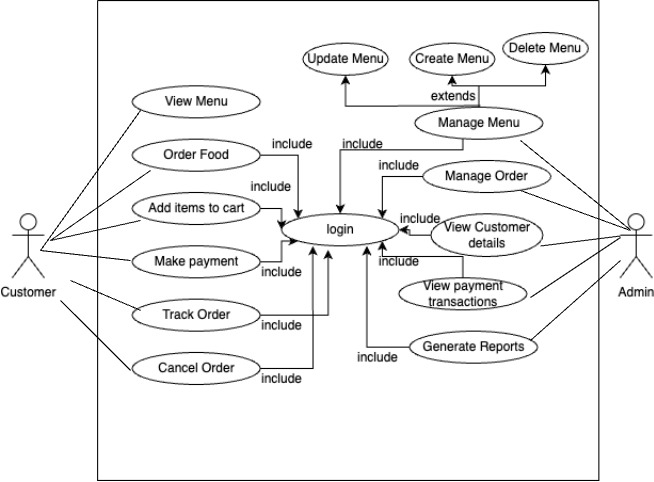 Update Menu
Create Menu
Delete Menu
extends
View Menu
Manage Menu
include
include
Order Food
include
Manage Order
include
Add items to cart
include
login
View Customer
details
Make payment
include
include
View payment
transactions
Customer
Admin
Track Order
include
Generate Reports
include
Cancel Order
include